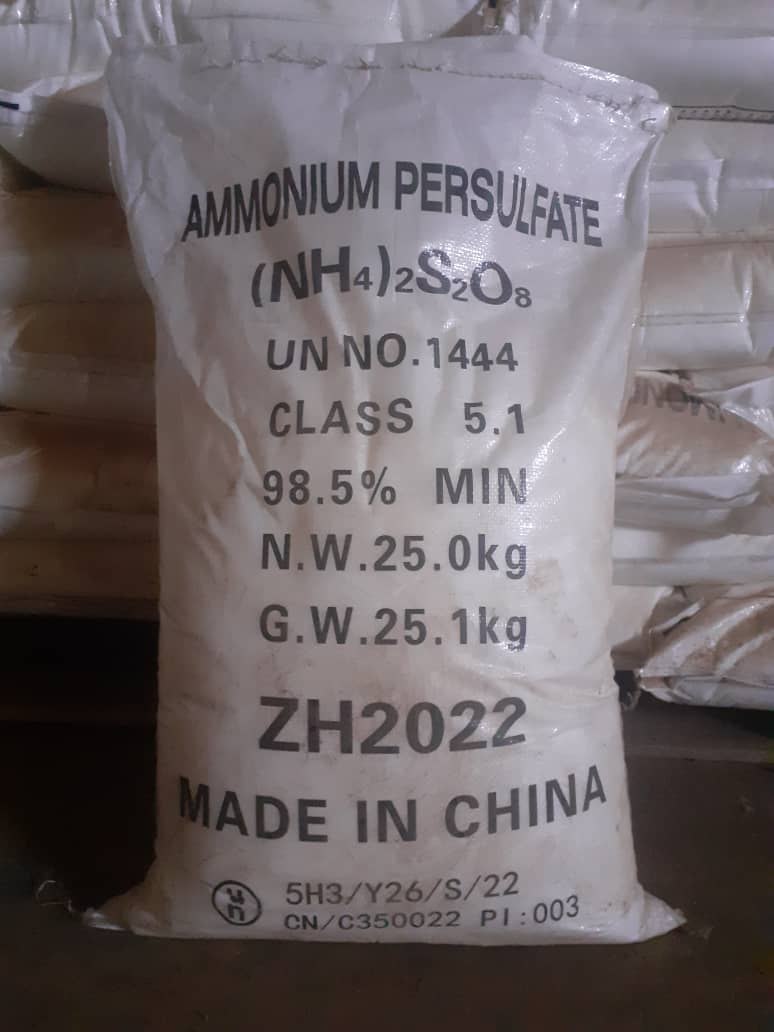 AMMONIUM PERSULFATE
(NH₄)₂S₂O₈
UN NO.1444
CLASS 5.1
98.5% MIN
N.W.25.0kg
G.W.25.1kg
ZH2022
MADE IN CHINA
un
5H3/Y26/S/22
CN/C350022 PI:003